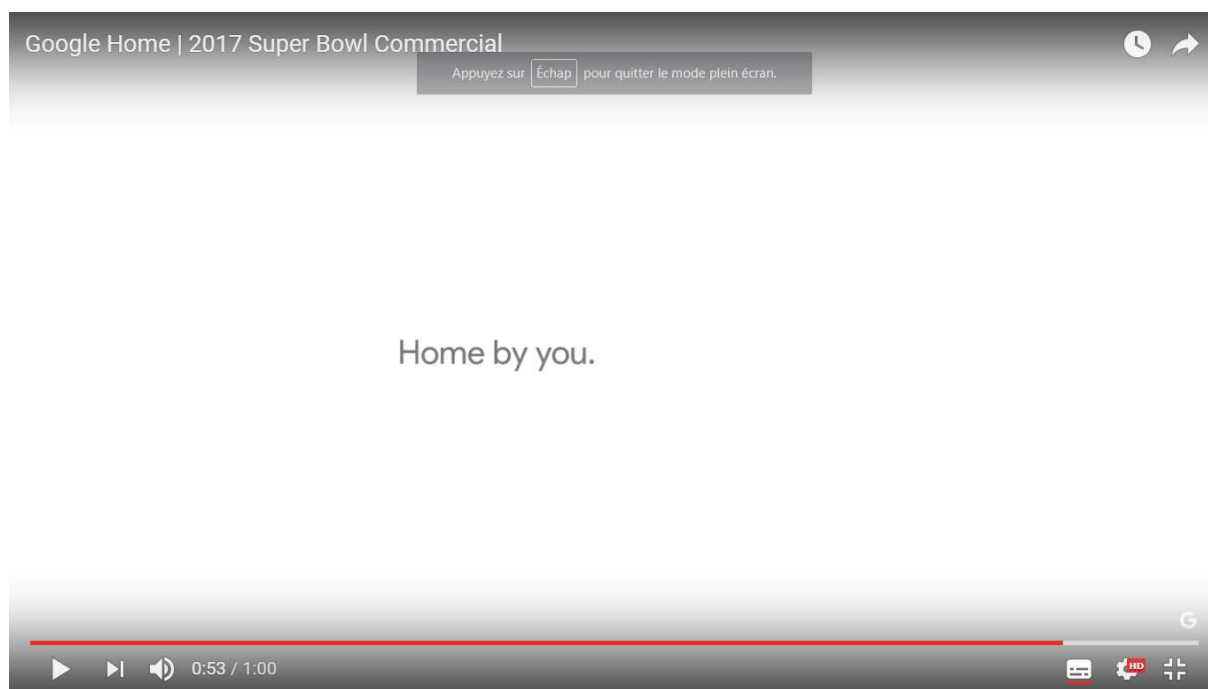 Google Home | 2017 Super Bowl Commercial
Appuyez sur Échap pour quitter le mode plein écran.
Home by you.
G
0:53 / 1:00
HD